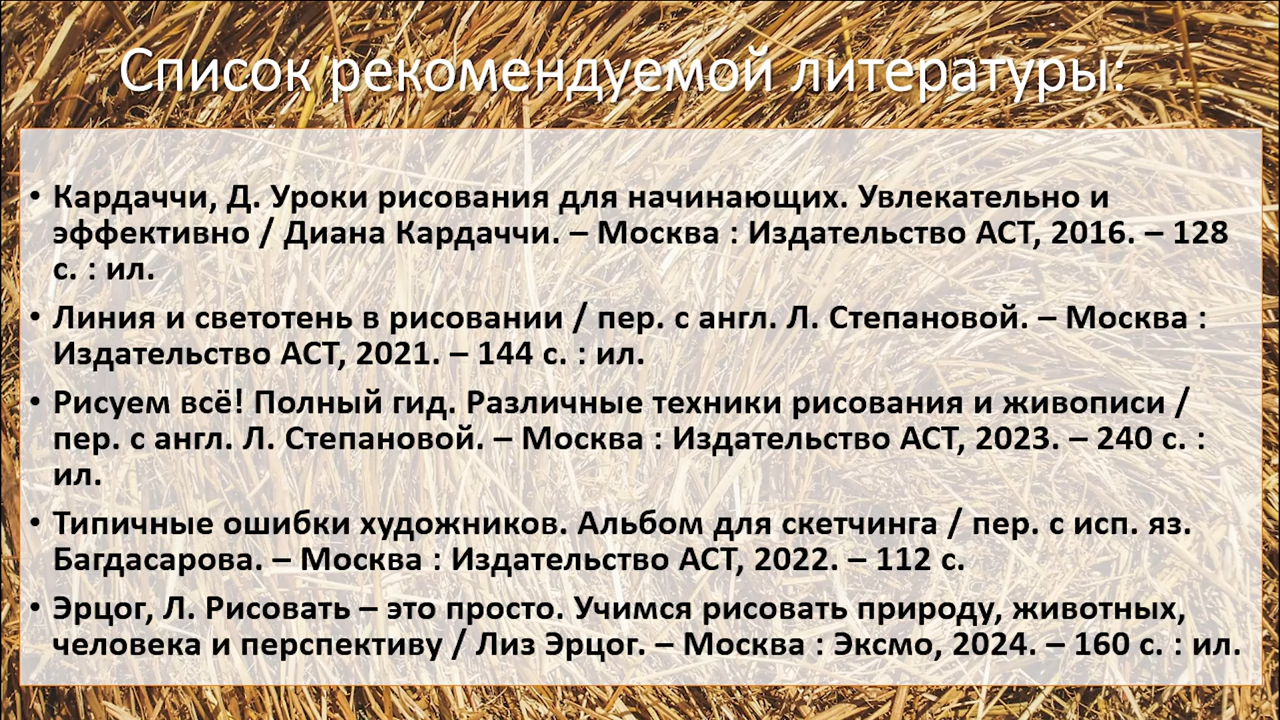 Список рекомендуемой литературы:
• Кардаччи, Д. Уроки рисования для начинающих. Увлекательно и
эффективно / Диана Кардаччи. – Москва : Издательство АСТ, 2016. – 128
с. : ил.
• Линия и светотень в рисовании / пер. с англ. Л. Степановой. – Москва :
Издательство АСТ, 2021. – 144 с. : ил.
• Рисуем всё! Полный гид. Различные техники рисования и живописи /
пер. с англ. Л. Степановой. – Москва : Издательство АСТ, 2023. – 240 с. :
ил.
• Типичные ошибки художников. Альбом для скетчинга / пер. с исп. яз.
Багдасарова. – Москва : Издательство АСТ, 2022. – 112 с.
• Эрцог, Л. Рисовать – это просто. Учимся рисовать природу, животных,
человека и перспективу / Лиз Эрцог. – Москва : Эксмо, 2024. – 160 с. : ил.